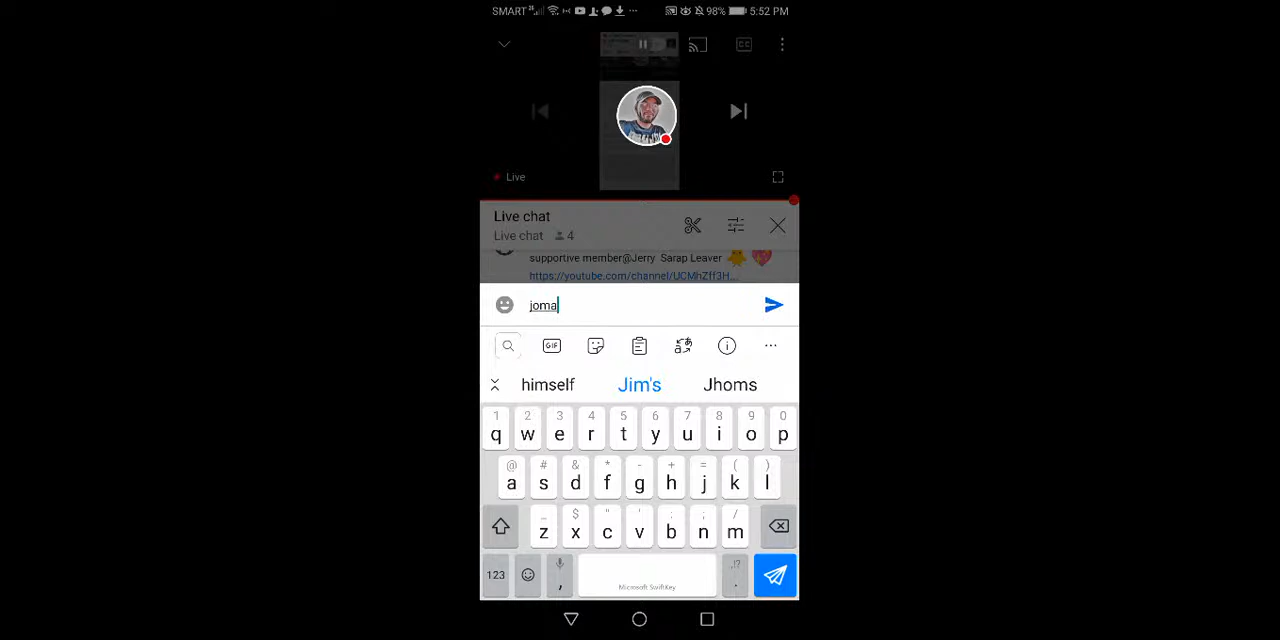 SMART 98% 5:52 PM
CC
Live
Live chat
Live chat 4
supportive member@Jerry Sarap Leaver
https://youtube.com/channel/UCMhZff3H...
joma
GIF
himself Jim's Jhoms
1 2 3 4 5 6 7 8 9 0
q w e r t y u i o p
@ # & * - + = ( )
a s d f g h j k l
_ $ " ' : ; /
z x c v b n m
123 , .,!?
Microsoft SwiftKey